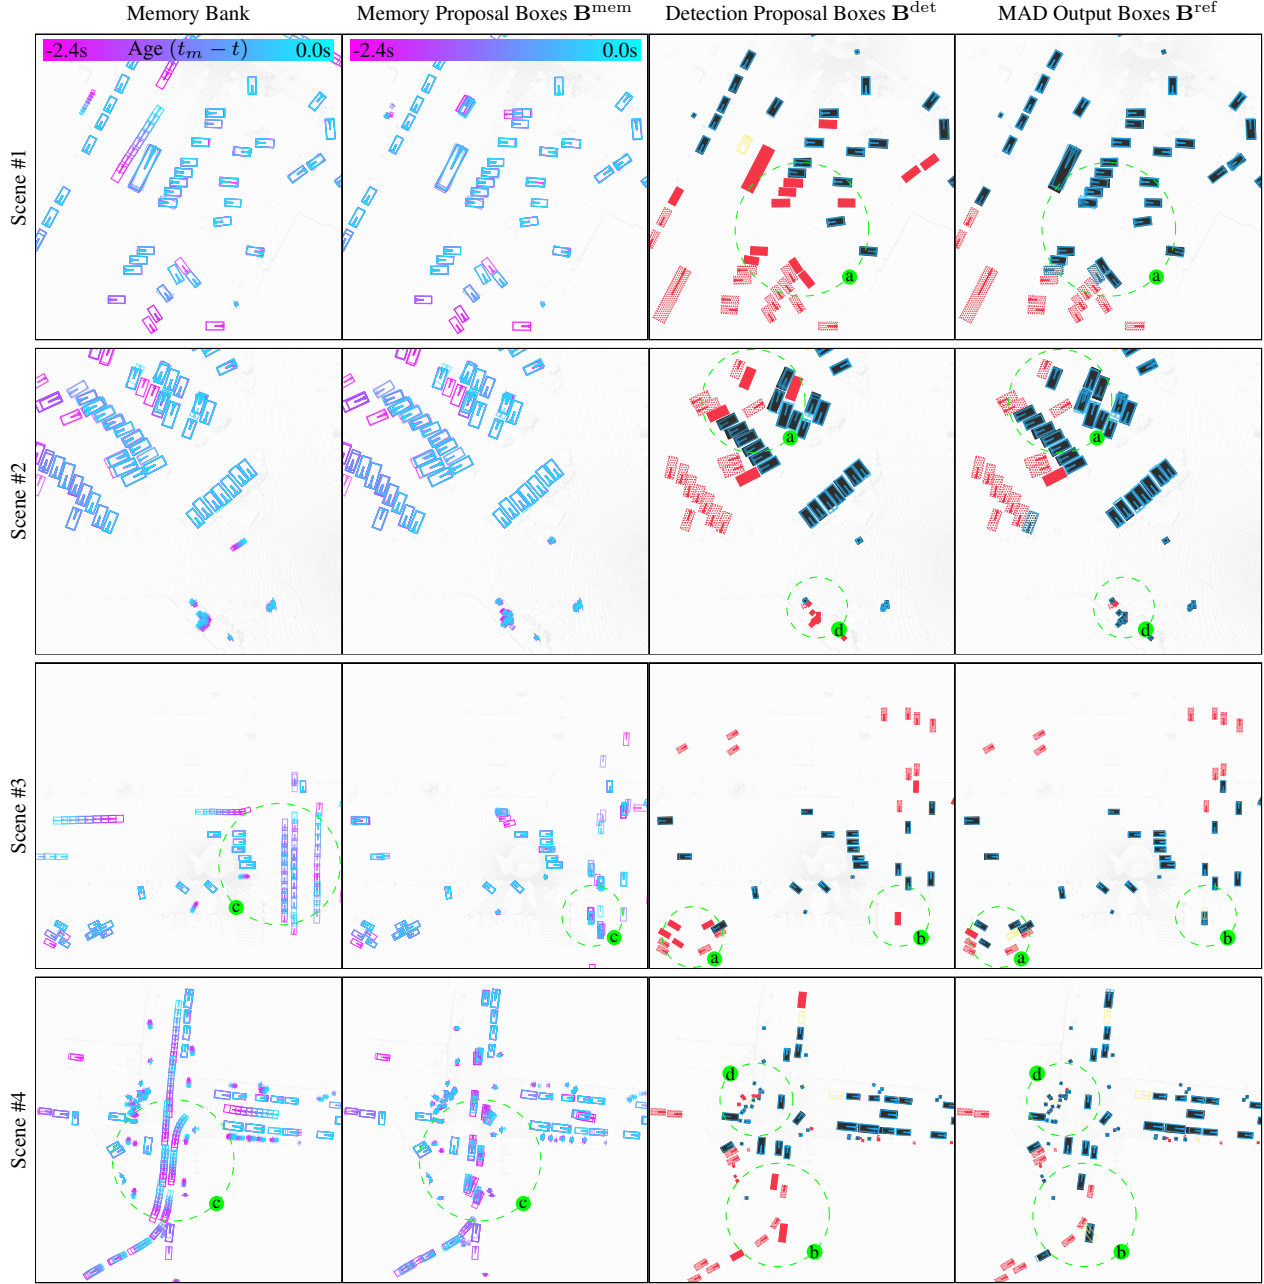 Memory Bank
Memory Proposal Boxes B^mem
Detection Proposal Boxes B^det
MAD Output Boxes B^ref
Scene #1
-2.4s Age (t_m − t) 0.0s
-2.4s 0.0s
a
a
Scene #2
a
a
d
d
Scene #3
c
c
b
b
a
a
Scene #4
d
d
c
c
b
b